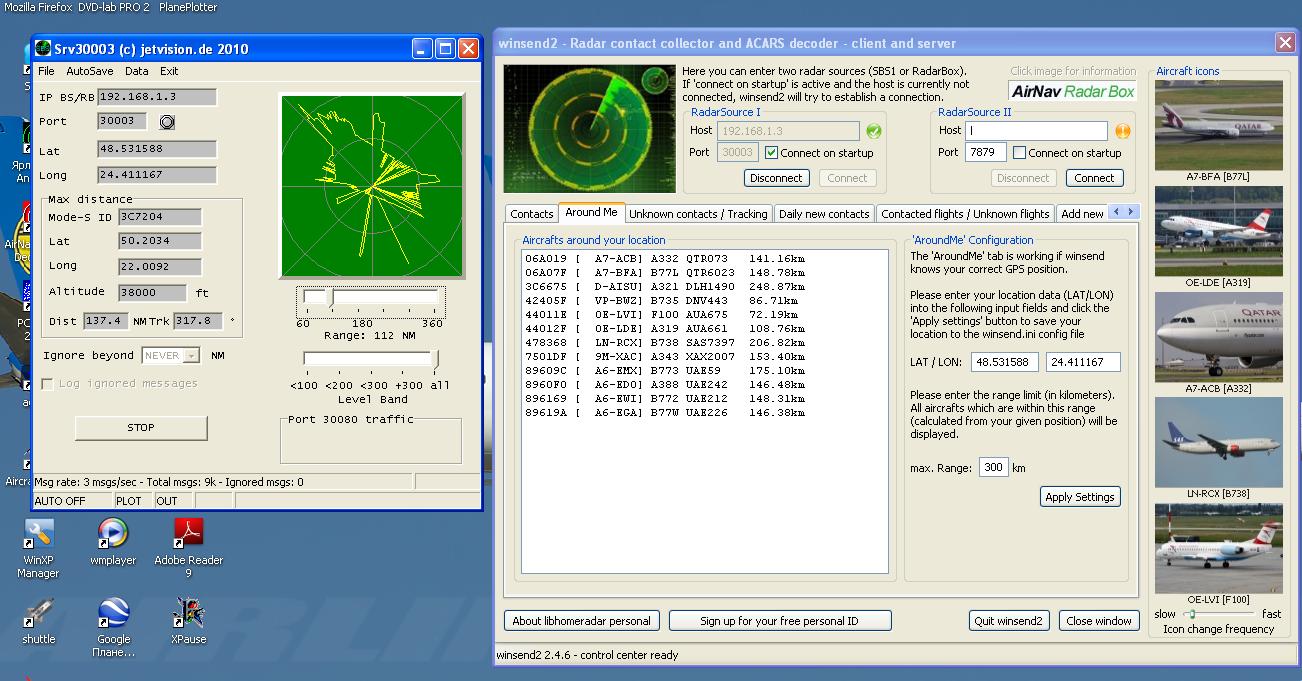 Mozilla Firefox DVD-lab PRO 2 PlanePlotter
Srv30003 (c) jetvision.de 2010
File AutoSave Data Exit
IP BS/RB 192.168.1.3
Port 30003
Lat 48.531588
Long 24.411167
Max distance
Mode-S ID 3C7204
Lat 50.2034
Long 22.0092
Altitude 38000 ft
Dist 137.4 NM Trk 317.8 °
Ignore beyond NEVER NM
Log ignored messages
STOP
60 180 360
Range: 112 NM
<100 <200 <300 +300 all
Level Band
Port 30080 traffic
Msg rate: 3 msgs/sec - Total msgs: 9k - Ignored msgs: 0
AUTO OFF PLOT OUT
WinXP
Manager
wmplayer
Adobe Reader
9
shuttle
Google
Плане...
XPause
winsend2 - Radar contact collector and ACARS decoder - client and server
Here you can enter two radar sources (SBS1 or RadarBox).
If 'connect on startup' is active and the host is currently not
connected, winsend2 will try to establish a connection.
Click image for information
AirNav Radar Box
RadarSource I
Host 192.168.1.3
Port 30003 Connect on startup
Disconnect Connect
RadarSource II
Host
Port 7879 Connect on startup
Disconnect Connect
Contacts Around Me Unknown contacts / Tracking Daily new contacts Contacted flights / Unknown flights Add new
Aircrafts around your location
06A019 [ A7-ACB] A332 QTR073 141.16km
06A07F [ A7-BFA] B77L QTR6023 148.78km
3C6675 [ D-AISU] A321 DLH1490 248.87km
42405F [ VP-BWZ] B735 DNV443 86.71km
44011E [ OE-LVI] F100 AUA675 72.19km
44012F [ OE-LDE] A319 AUA661 108.76km
478368 [ LN-RCX] B738 SAS7397 206.82km
7501DF [ 9M-XAC] A343 XAX2007 153.40km
89609C [ A6-EMX] B773 UAE59 175.10km
8960F0 [ A6-EDO] A388 UAE242 146.48km
896169 [ A6-EWI] B772 UAE212 148.31km
89619A [ A6-EGA] B77W UAE226 146.38km
'AroundMe' Configuration
The 'AroundMe' tab is working if winsend
knows your correct GPS position.
Please enter your location data (LAT/LON)
into the following input fields and click the
'Apply settings' button to save your
location to the winsend.ini config file
LAT / LON: 48.531588 24.411167
Please enter the range limit (in kilometers).
All aircrafts which are within this range
(calculated from your given position) will be
displayed.
max. Range: 300 km
Apply Settings
About libhomeradar personal Sign up for your free personal ID Quit winsend2 Close window
winsend2 2.4.6 - control center ready
Aircraft icons
QATAR
A7-BFA [B77L]
OE-LDE [A319]
QATAR
A7-ACB [A332]
SAS
LN-RCX [B738]
OE-LVI [F100]
slow fast
Icon change frequency